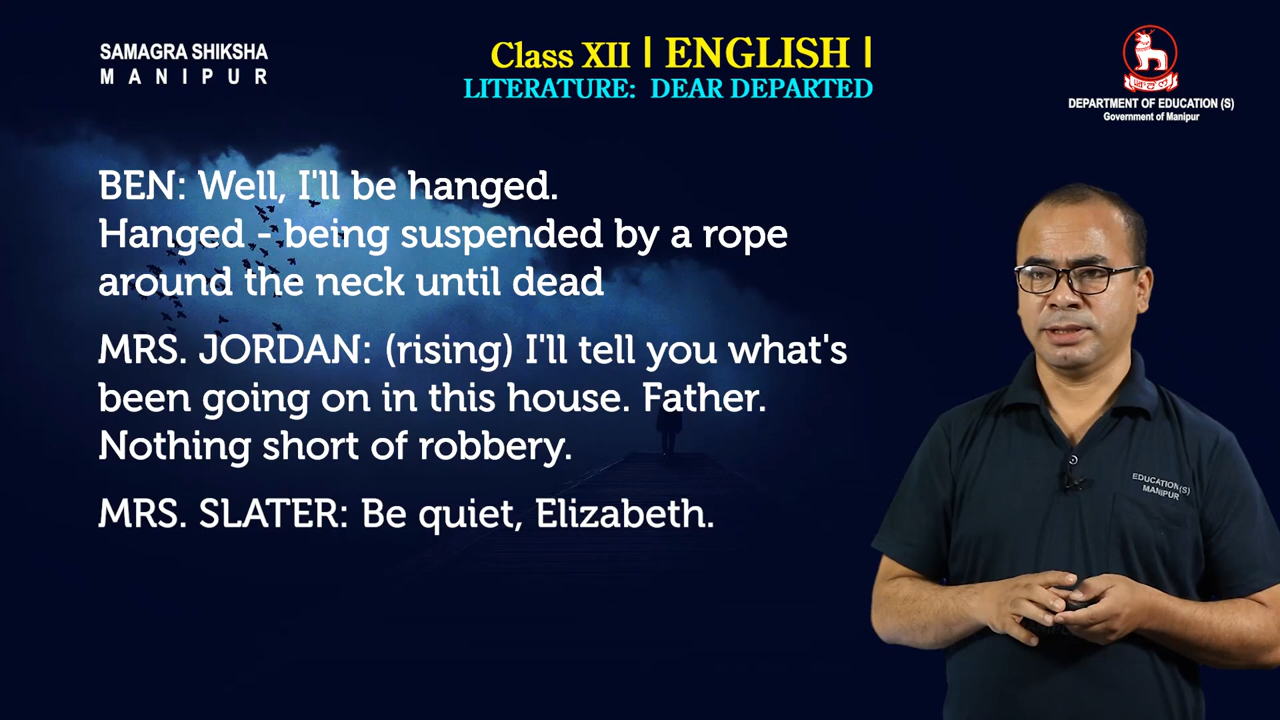 SAMAGRA SHIKSHA
MANIPUR
Class XII | ENGLISH |
LITERATURE: DEAR DEPARTED
DEPARTMENT OF EDUCATION (S)
Government of Manipur
BEN: Well, I'll be hanged.
Hanged - being suspended by a rope
around the neck until dead
MRS. JORDAN: (rising) I'll tell you what's
been going on in this house. Father.
Nothing short of robbery.
MRS. SLATER: Be quiet, Elizabeth.
EDUCATION (S)
MANIPUR